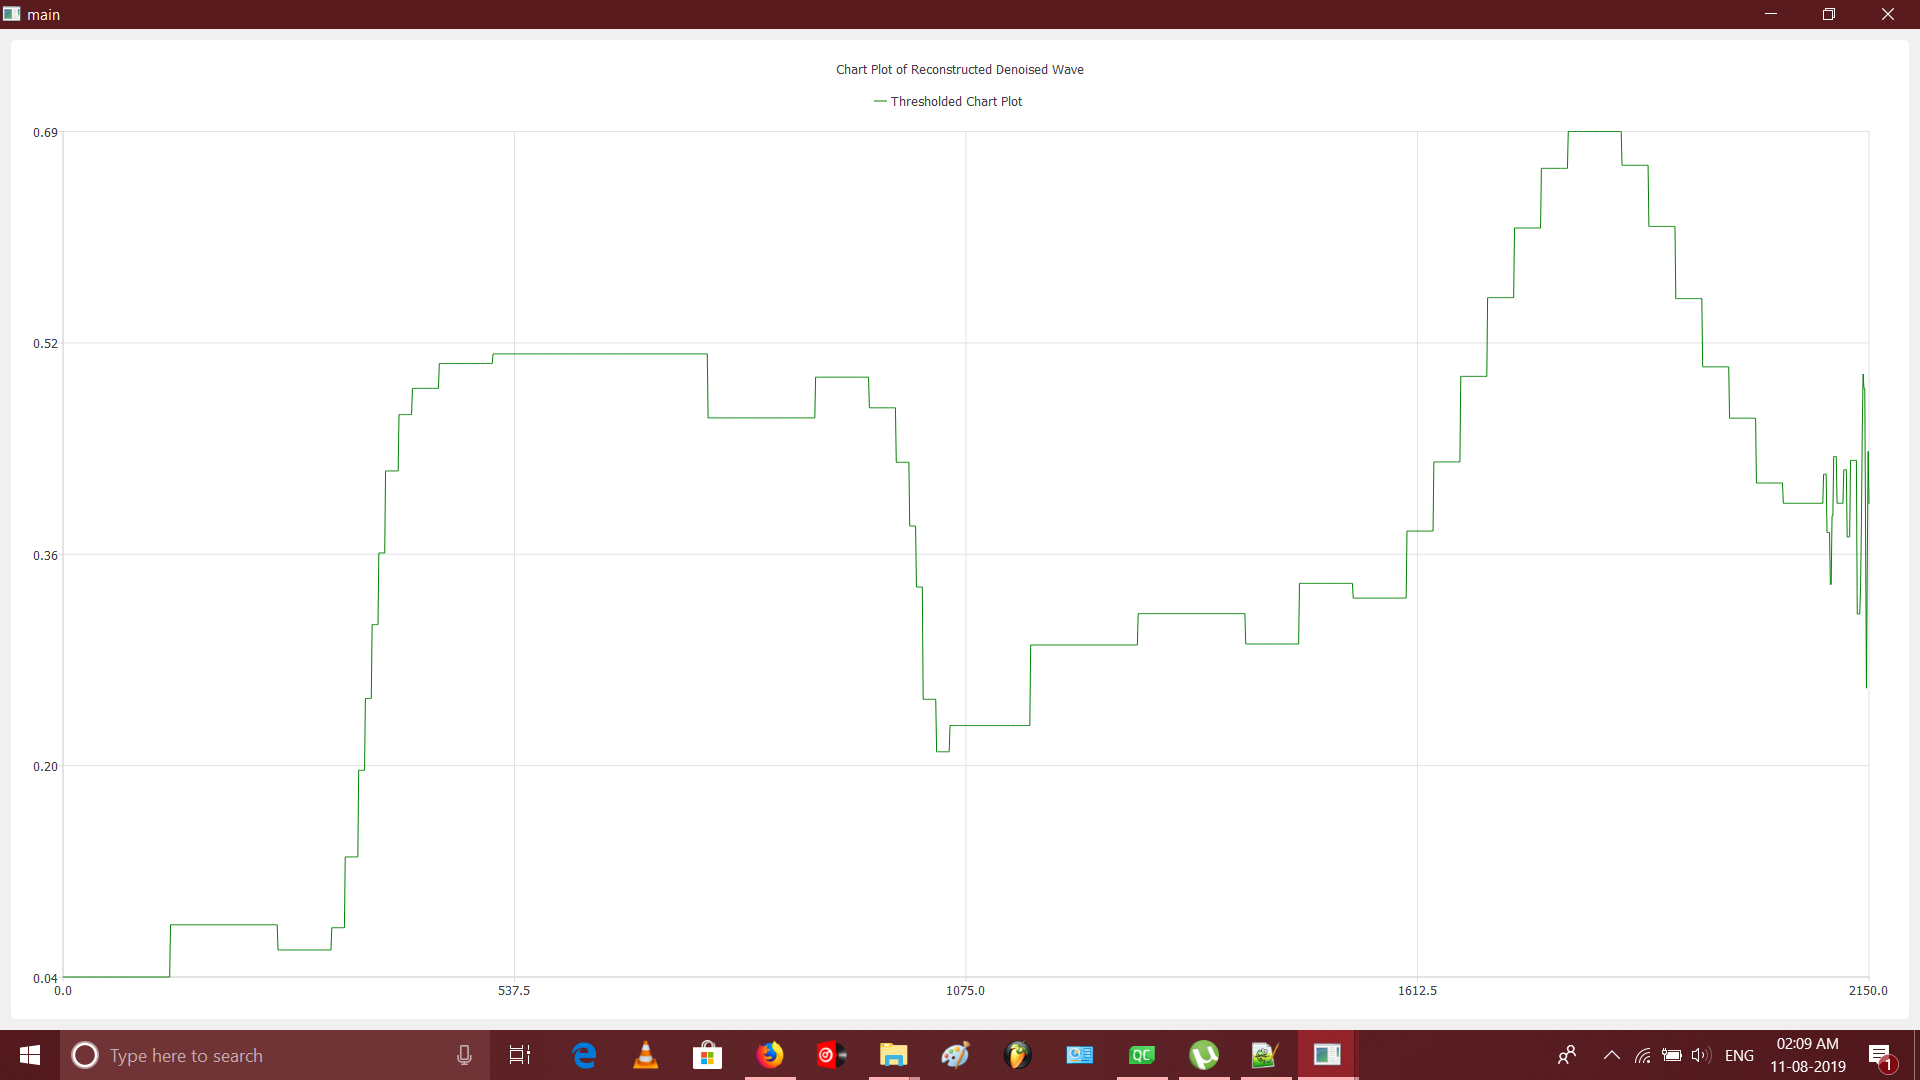 main
Chart Plot of Reconstructed Denoised Wave
Thresholded Chart Plot
0.69
0.52
0.36
0.20
0.04
0.0 537.5 1075.0 1612.5 2150.0
Type here to search
QC
ENG
02:09 AM
11-08-2019
1